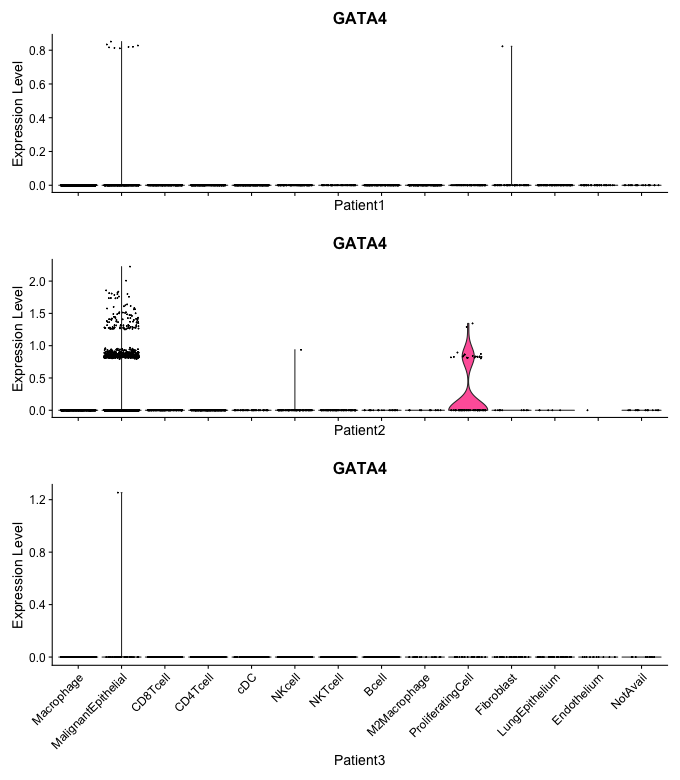 GATA4
Expression Level
0.8
0.6
0.4
0.2
0.0
Patient1
GATA4
Expression Level
2.0
1.5
1.0
0.5
0.0
Patient2
GATA4
Expression Level
1.2
0.8
0.4
0.0
Macrophage
MalignantEpithelial
CD8Tcell
CD4Tcell
cDC
NKcell
NKTcell
Bcell
M2Macrophage
ProliferatingCell
Fibroblast
LungEpithelium
Endothelium
NotAvail
Patient3